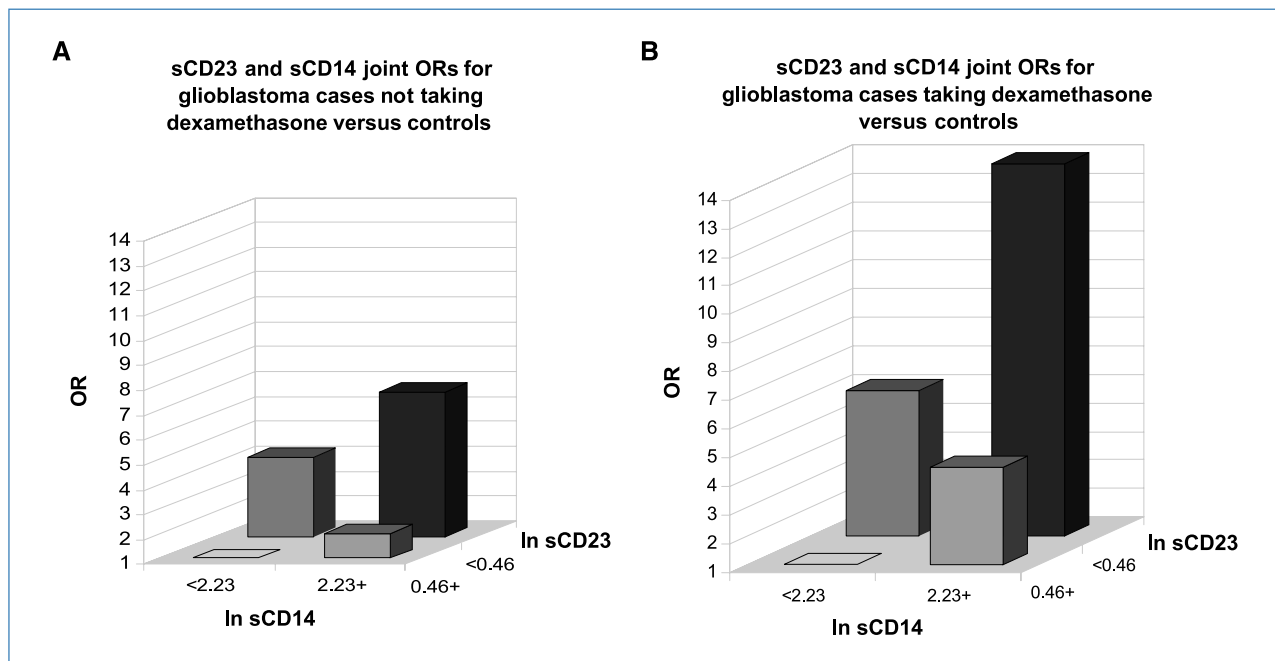 A
sCD23 and sCD14 joint ORs for
glioblastoma cases not taking
dexamethasone versus controls
14
13
12
11
10
9
8
7
6
5
4
3
2
1
OR
<2.23
2.23+
0.46+
<0.46
ln sCD23
ln sCD14
B
sCD23 and sCD14 joint ORs for
glioblastoma cases taking dexamethasone
versus controls
14
13
12
11
10
9
8
7
6
5
4
3
2
1
OR
<2.23
2.23+
0.46+
<0.46
ln sCD23
ln sCD14